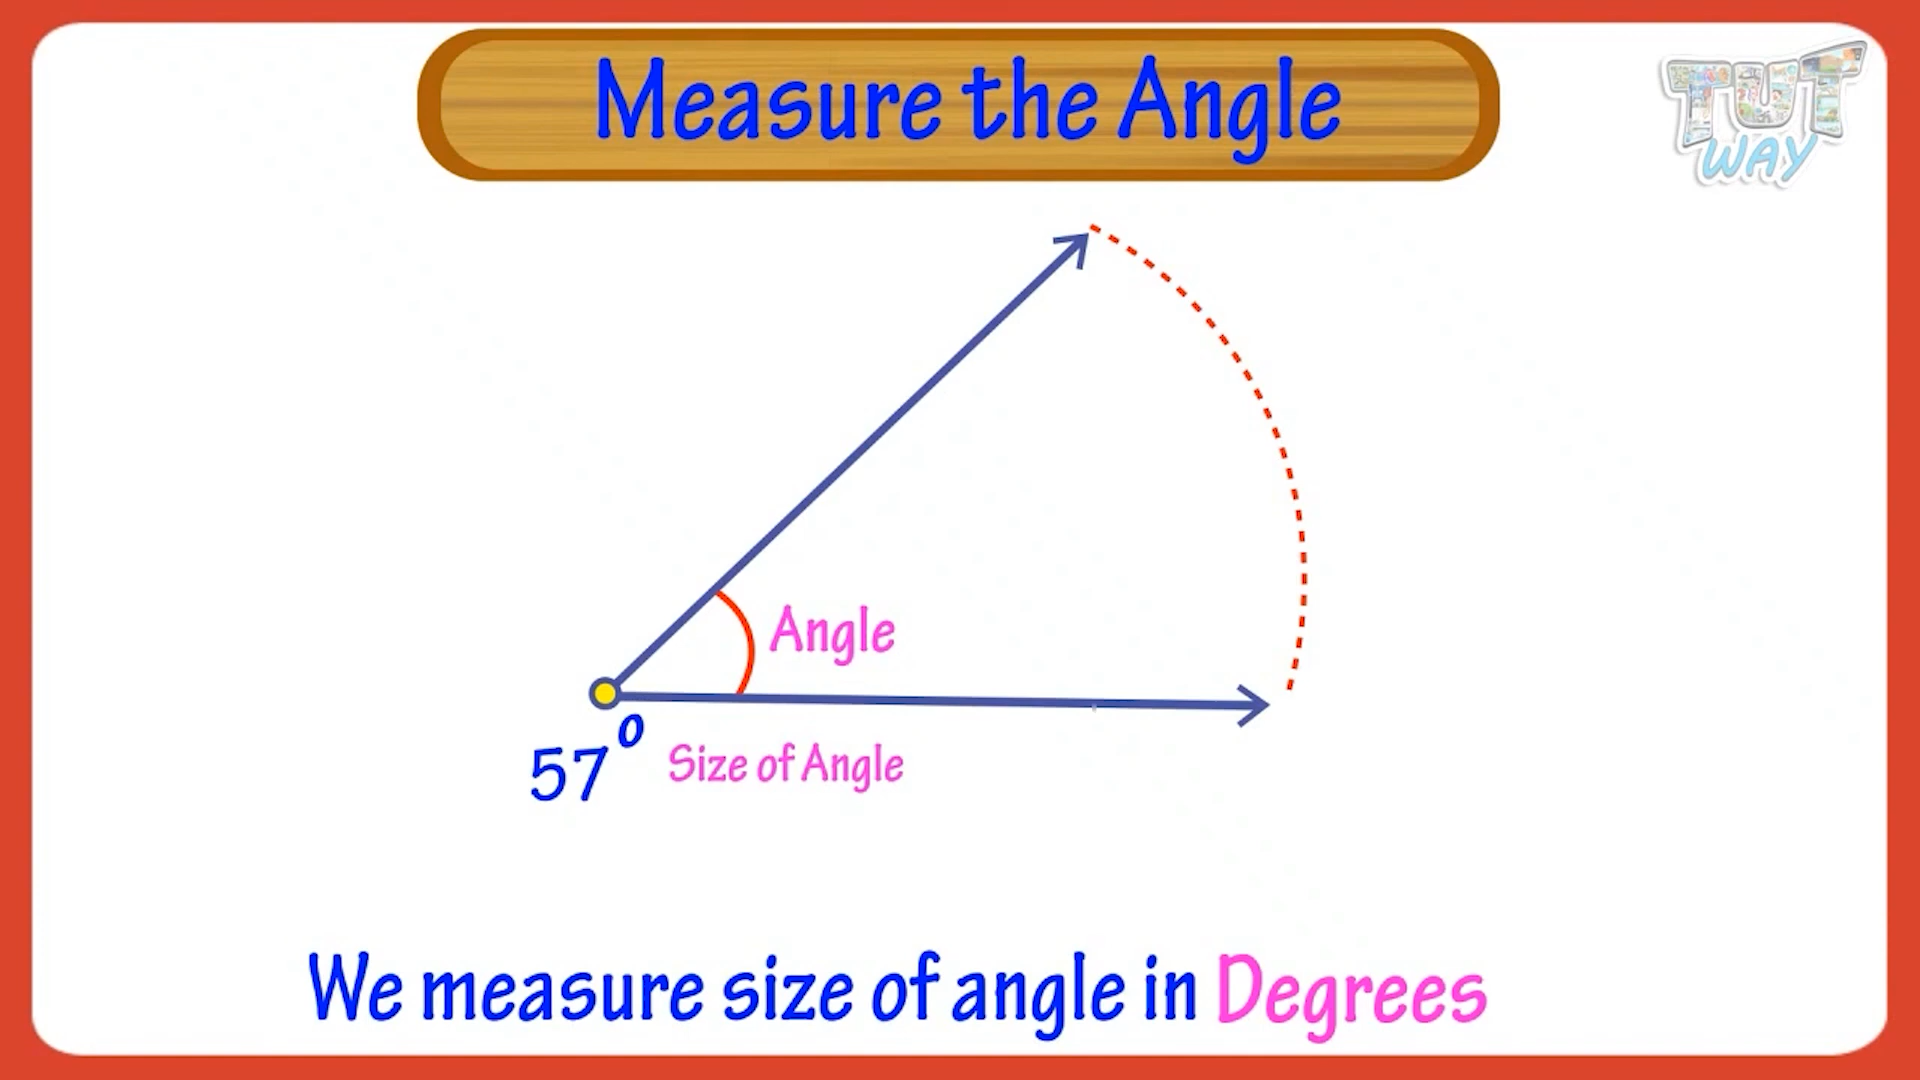 Measure the Angle
TUT
WAY
Angle
57° Size of Angle
We measure size of angle in Degrees